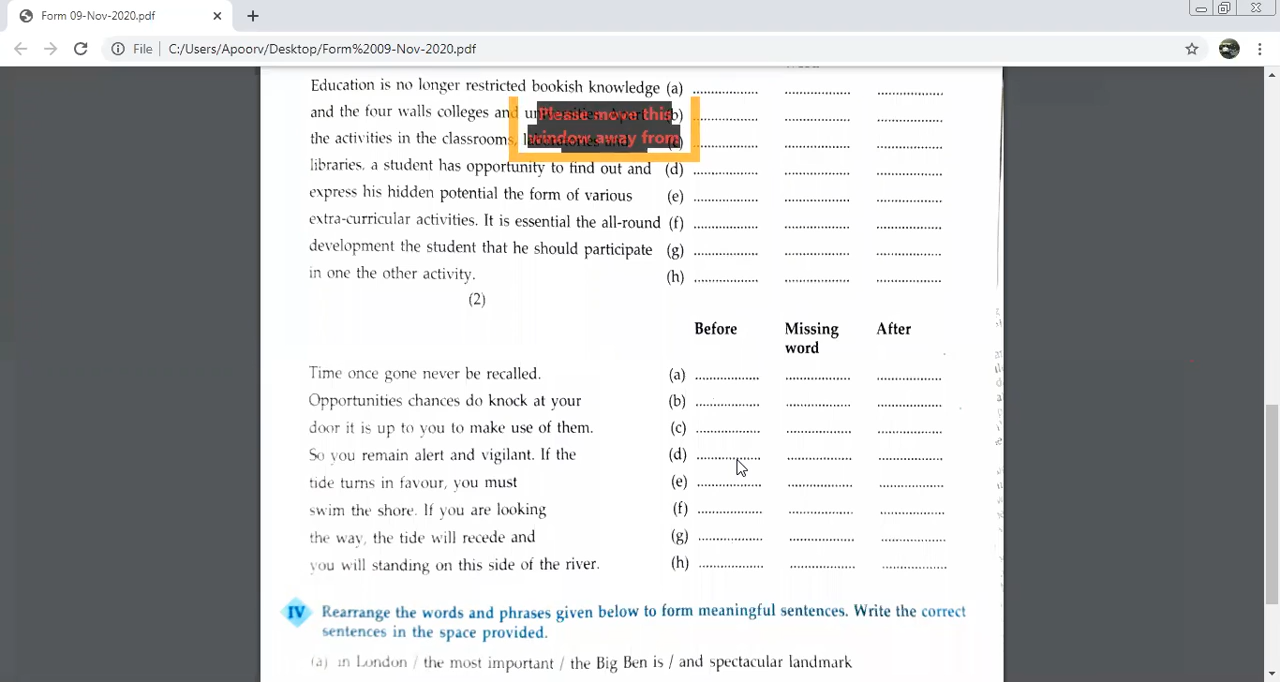 Form 09-Nov-2020.pdf
File C:/Users/Apoorv/Desktop/Form%2009-Nov-2020.pdf
Education is no longer restricted bookish knowledge (a) .................. .................. ..................
and the four walls colleges and b) .................. .................. ..................
Please move this
the activities in the classrooms, .................. .................. ..................
window away from
libraries, a student has opportunity to find out and (d) .................. .................. ..................
express his hidden potential the form of various (e) .................. .................. ..................
extra-curricular activities. It is essential the all-round (f) .................. .................. ..................
development the student that he should participate (g) .................. .................. ..................
in one the other activity. (h) .................. .................. ..................
(2)
Before Missing word After
Time once gone never be recalled. (a) .................. .................. ..................
Opportunities chances do knock at your (b) .................. .................. ..................
door it is up to you to make use of them. (c) .................. .................. ..................
So you remain alert and vigilant. If the (d) .................. .................. ..................
tide turns in favour, you must (e) .................. .................. ..................
swim the shore. If you are looking (f) .................. .................. ..................
the way, the tide will recede and (g) .................. .................. ..................
you will standing on this side of the river. (h) .................. .................. ..................
IV Rearrange the words and phrases given below to form meaningful sentences. Write the correct
sentences in the space provided.
(a) in London / the most important / the Big Ben is / and spectacular landmark